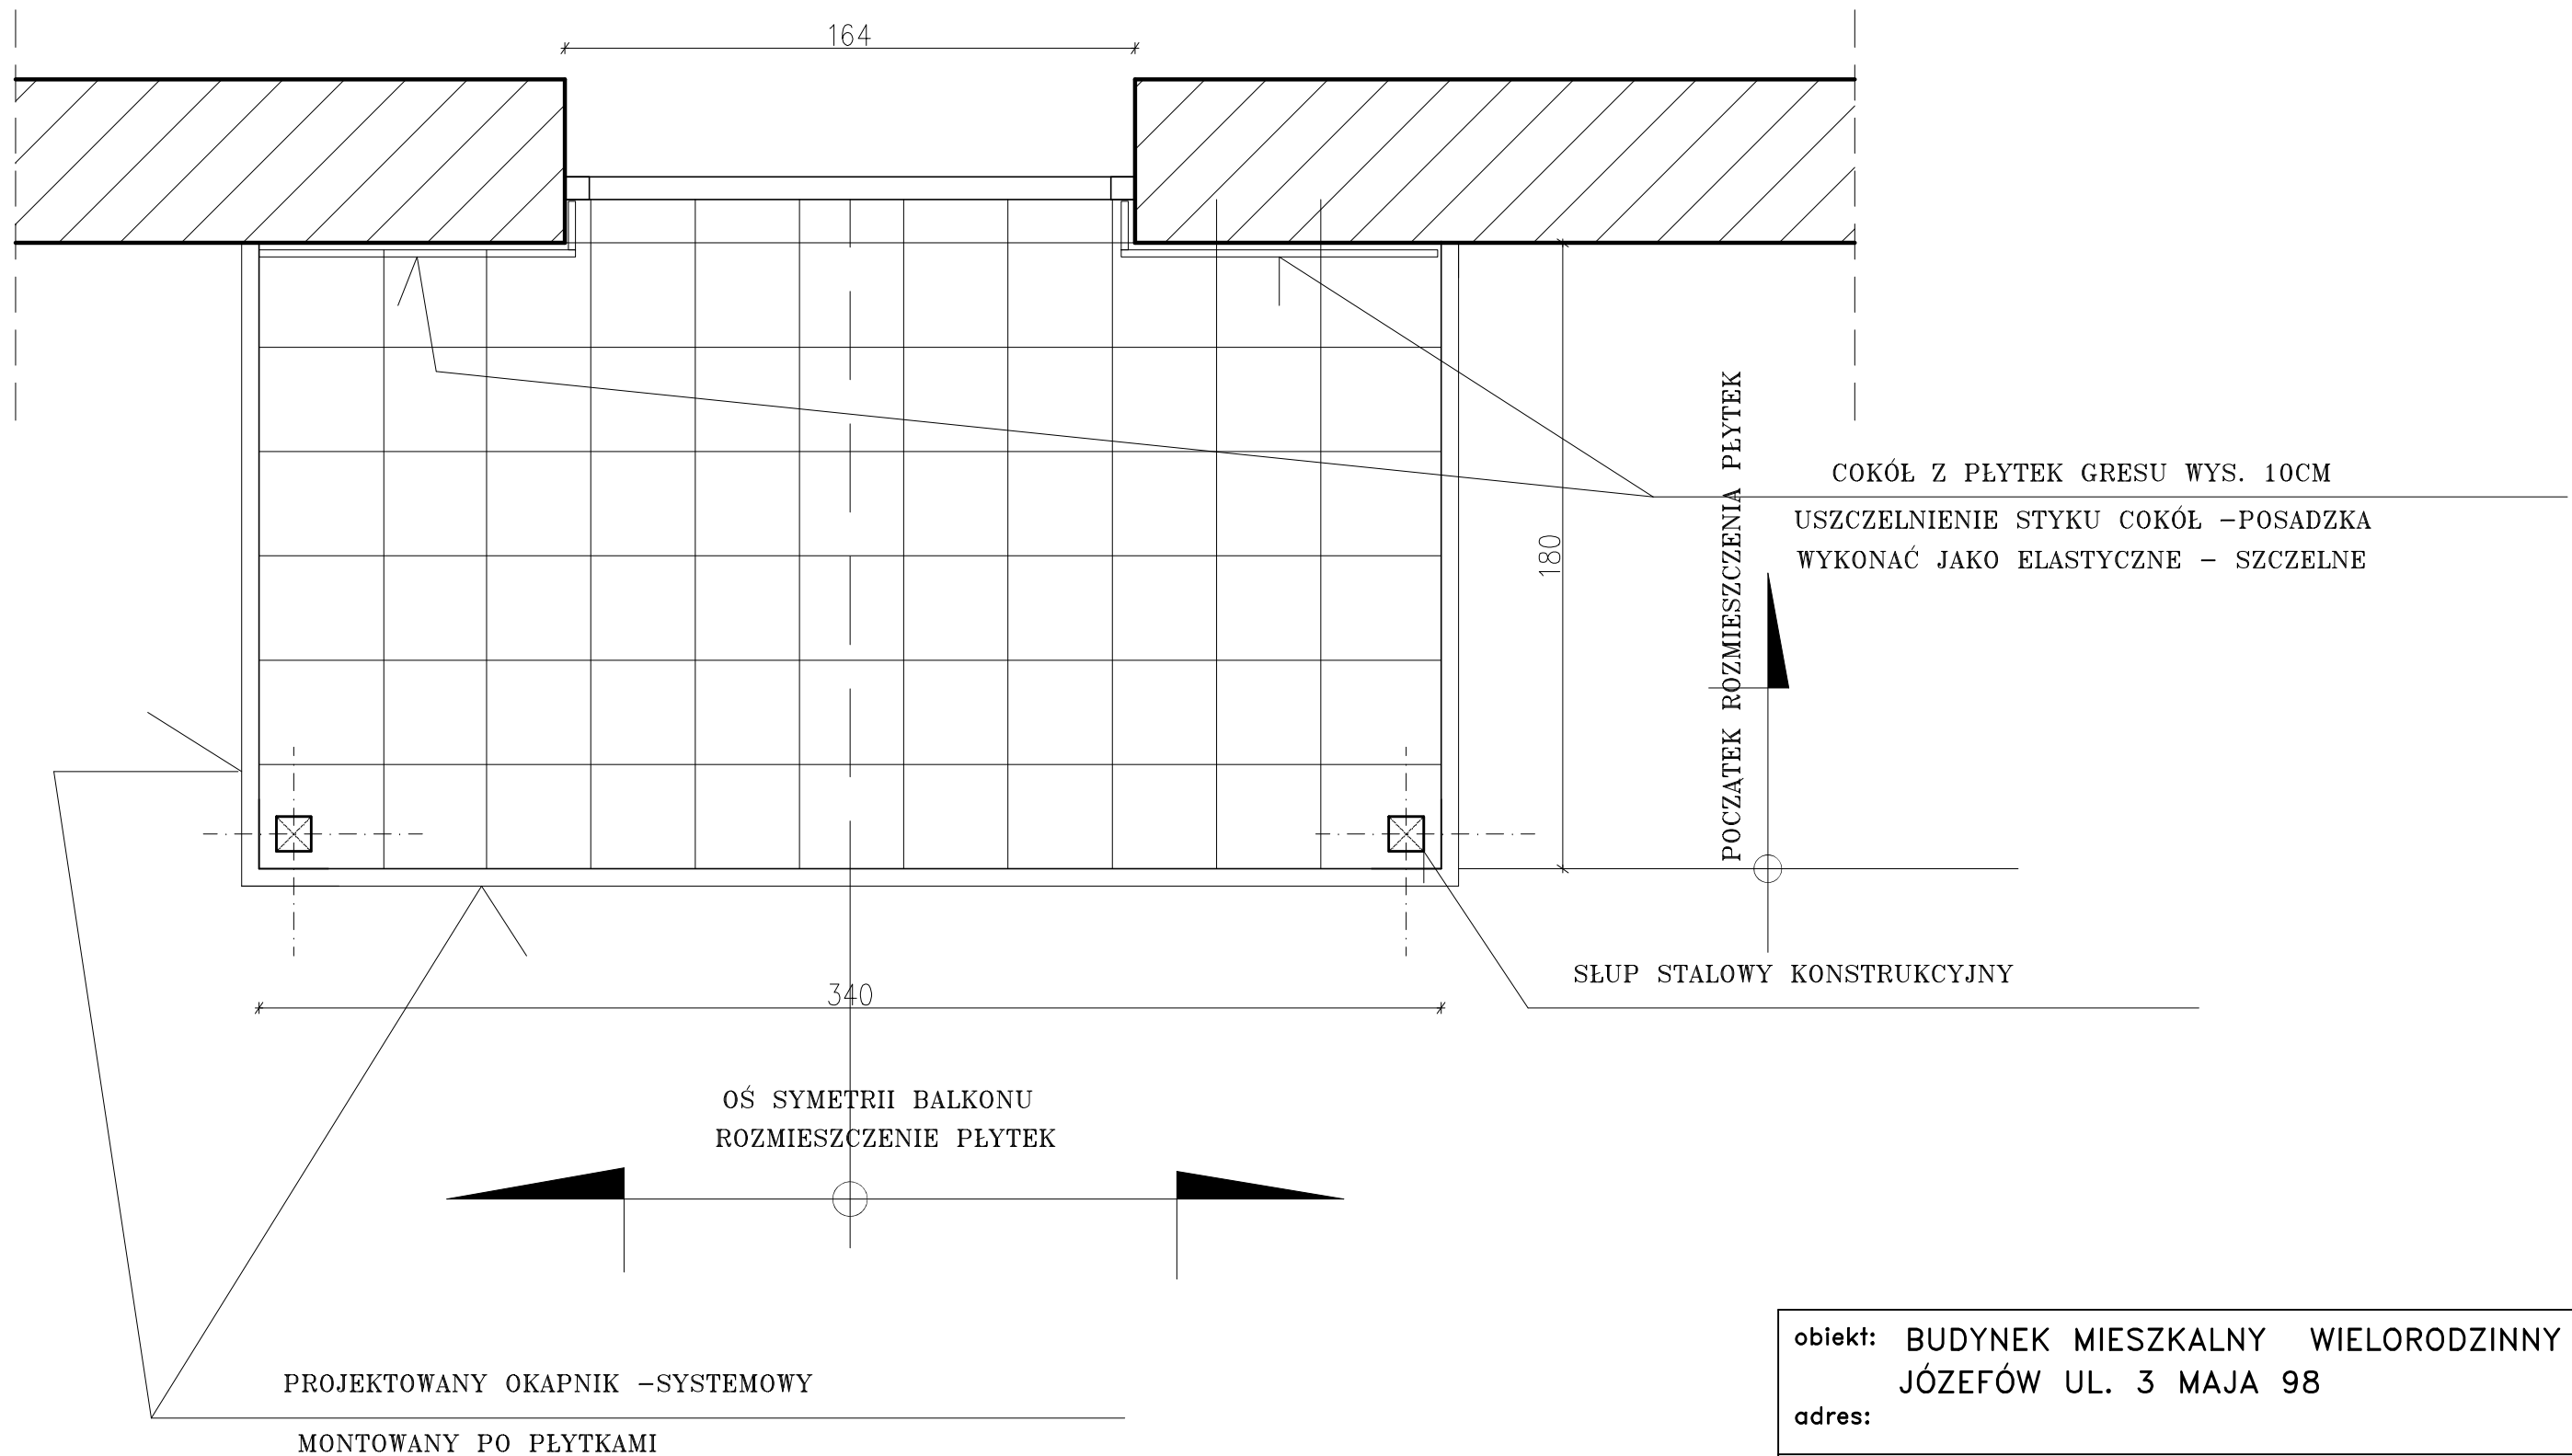 164
COKÓŁ Z PŁYTEK GRESU WYS. 10CM
USZCZELNIENIE STYKU COKÓŁ –POSADZKA
WYKONAĆ JAKO ELASTYCZNE – SZCZELNE
180
POCZĄTEK ROZMIESZCZENIA PŁYTEK
SŁUP STALOWY KONSTRUKCYJNY
340
OŚ SYMETRII BALKONU
ROZMIESZCZENIE PŁYTEK
PROJEKTOWANY OKAPNIK –SYSTEMOWY
MONTOWANY PO PŁYTKAMI
obiekt: BUDYNEK MIESZKALNY WIELORODZINNY
JÓZEFÓW UL. 3 MAJA 98
adres: